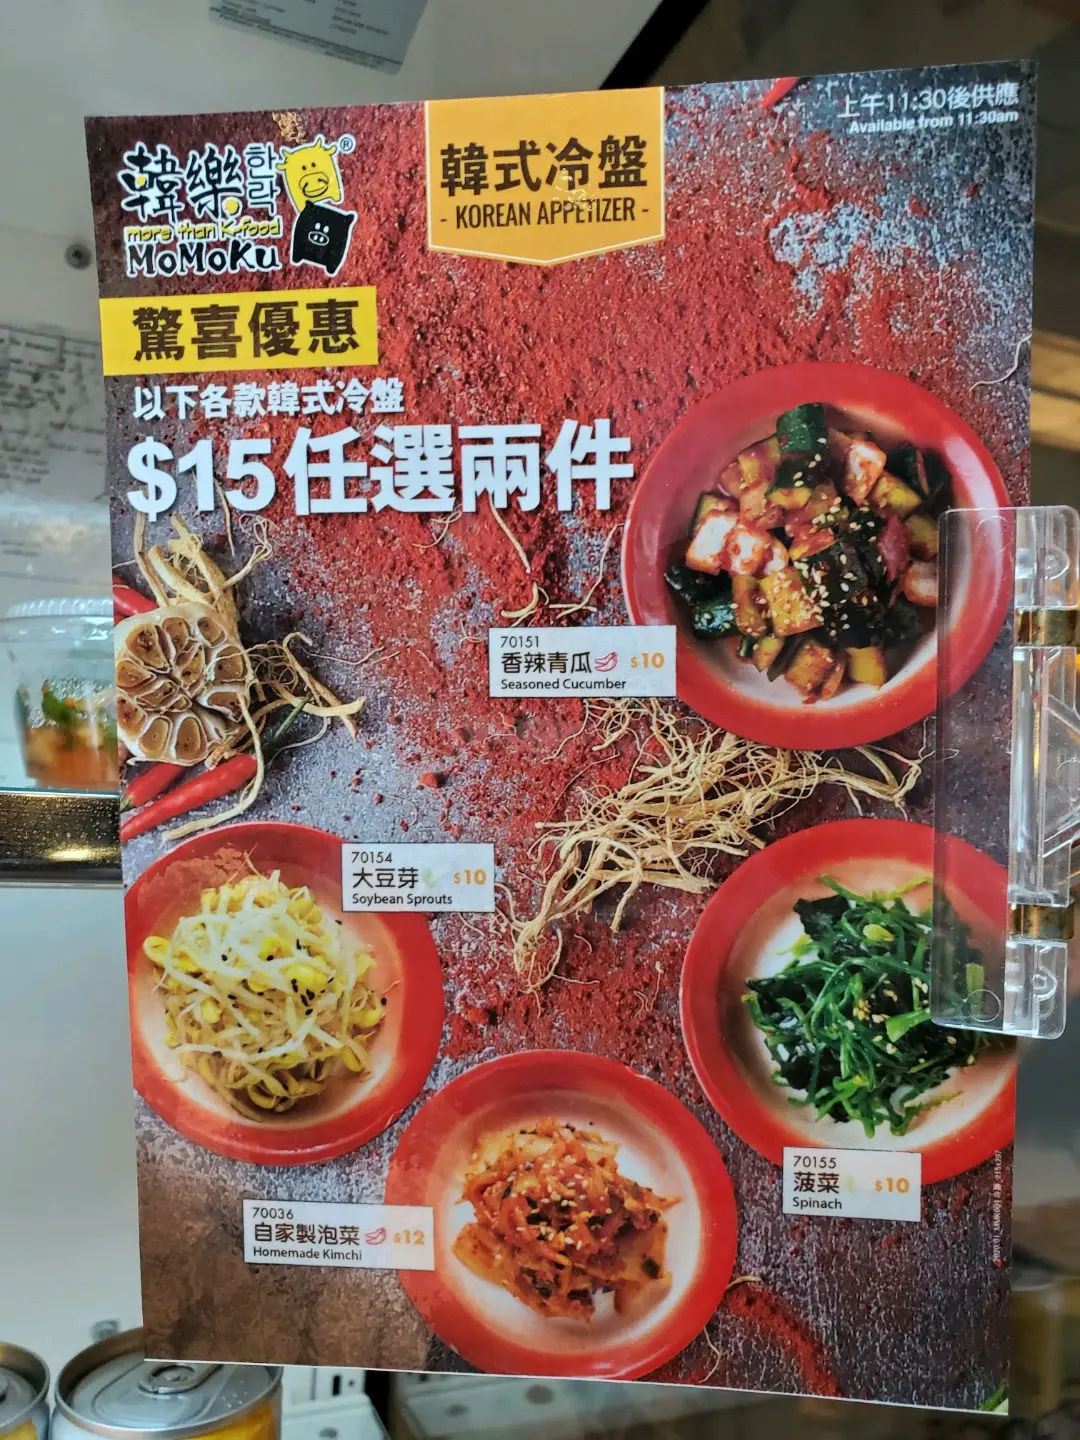 上午11:30後供應
Available from 11:30am
韓樂 한락
®
more than K-food
MoMoKu
韓式冷盤
- KOREAN APPETIZER -
驚喜優惠
以下各款韓式冷盤
$15任選兩件
70151
香辣青瓜 $10
Seasoned Cucumber
70154
大豆芽 $10
Soybean Sprouts
70155
菠菜 $10
Spinach
70036
自家製泡菜 $12
Homemade Kimchi